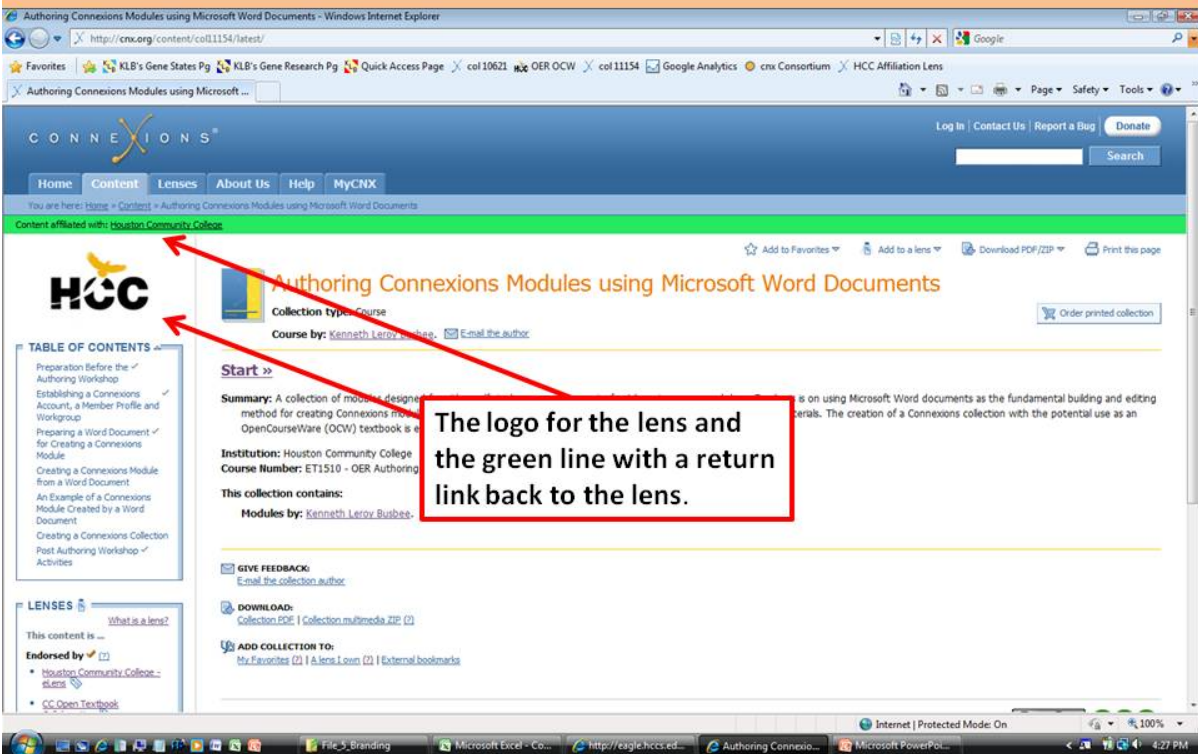 Authoring Connexions Modules using Microsoft Word Documents - Windows Internet Explorer
http://cnx.org/content/col11154/latest/
Google
Favorites KLB's Gene States Pg KLB's Gene Research Pg Quick Access Page col 10621 OER OCW col 11154 Google Analytics cnx Consortium HCC Affiliation Lens
Authoring Connexions Modules using Microsoft ...
Page Safety Tools
CONNEXIONS®
Log In | Contact Us | Report a Bug Donate
Search
Home Content Lenses About Us Help MyCNX
You are here: Home » Content » Authoring Connexions Modules using Microsoft Word Documents
Content affiliated with: Houston Community College
Add to Favorites Add to a lens Download PDF/ZIP Print this page
HCC
Authoring Connexions Modules using Microsoft Word Documents
Collection type: Course
Order printed collection
Course by: Kenneth Leroy Busbee. E-mail the author
TABLE OF CONTENTS
Preparation Before the
Authoring Workshop
Establishing a Connexions
Account, a Member Profile and
Workgroup
Preparing a Word Document
for Creating a Connexions
Module
Creating a Connexions Module
from a Word Document
An Example of a Connexions
Module Created by a Word
Document
Creating a Connexions Collection
Post Authoring Workshop
Activities
Start »
Summary: A collection of modules designed is on using Microsoft Word documents as the fundamental building and editing
method for creating Connexions The creation of a Connexions collection with the potential use as an
OpenCourseWare (OCW) textbook is
Institution: Houston Community College
Course Number: ET1510 - OER Authoring
This collection contains:
Modules by: Kenneth Leroy Busbee.
The logo for the lens and
the green line with a return
link back to the lens.
GIVE FEEDBACK:
E-mail the collection author
DOWNLOAD:
Collection PDF | Collection multimedia ZIP (?)
ADD COLLECTION TO:
My Favorites (?) | A lens I own (?) | External bookmarks
LENSES
What is a lens?
This content is ...
Endorsed by (?)
Houston Community College -
eLens
CC Open Textbook
Internet | Protected Mode: On 100%
File_5_Branding Microsoft Excel - Co... http://eagle.hccs.ed... Authoring Connexio... Microsoft PowerPoi... 4:27 PM